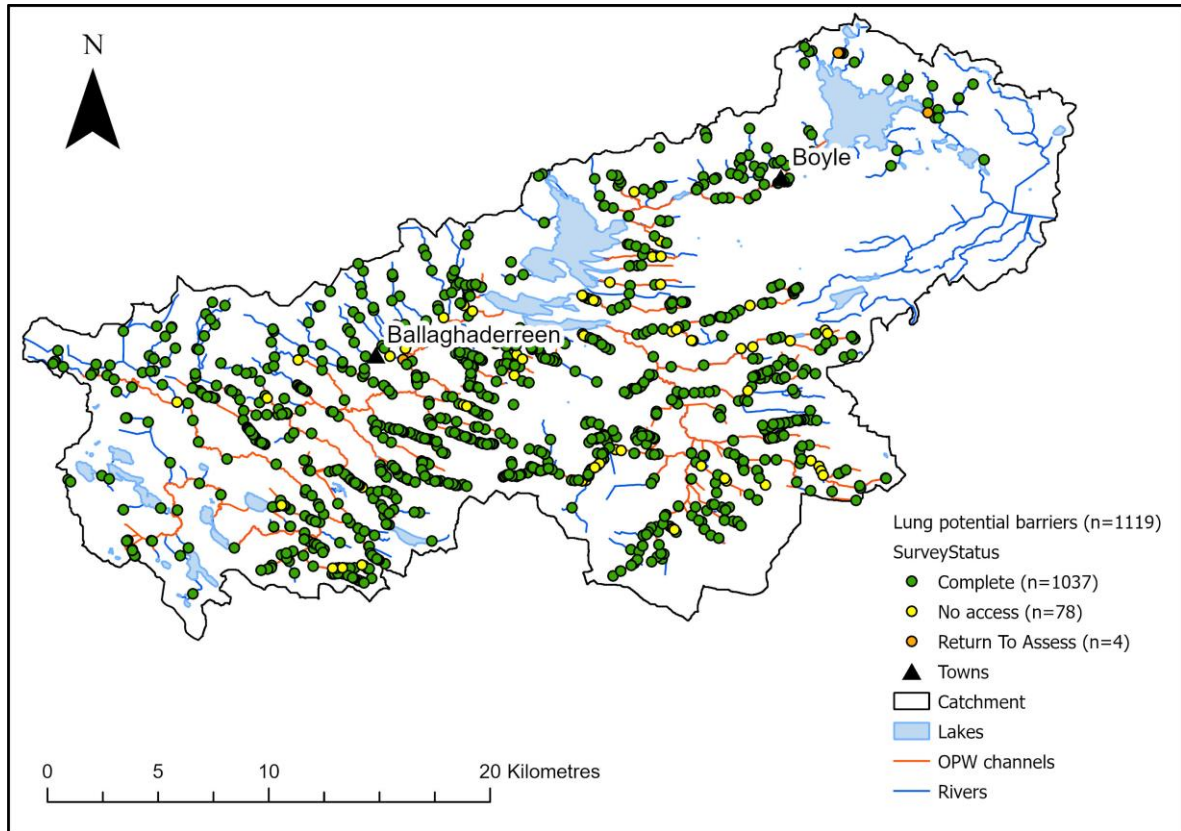 N
Boyle
Ballaghaderreen
Lung potential barriers (n=1119)
SurveyStatus
Complete (n=1037)
No access (n=78)
Return To Assess (n=4)
Towns
Catchment
Lakes
OPW channels
Rivers
0 5 10 20 Kilometres